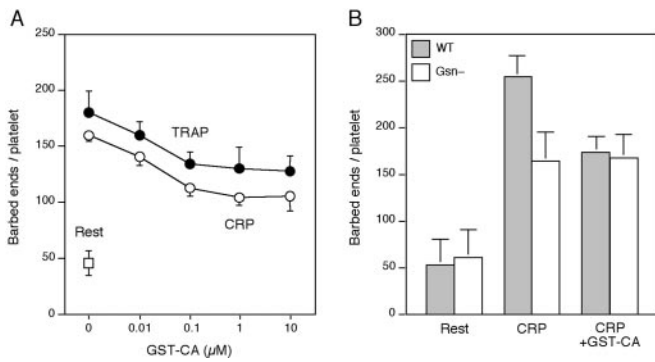 A
Barbed ends / platelet
250
200
150
100
50
0
TRAP
CRP
Rest
0 0.01 0.1 1 10
GST-CA (μM)
B
Barbed ends / platelet
300
250
200
150
100
50
0
WT
Gsn–
Rest CRP CRP
+GST-CA